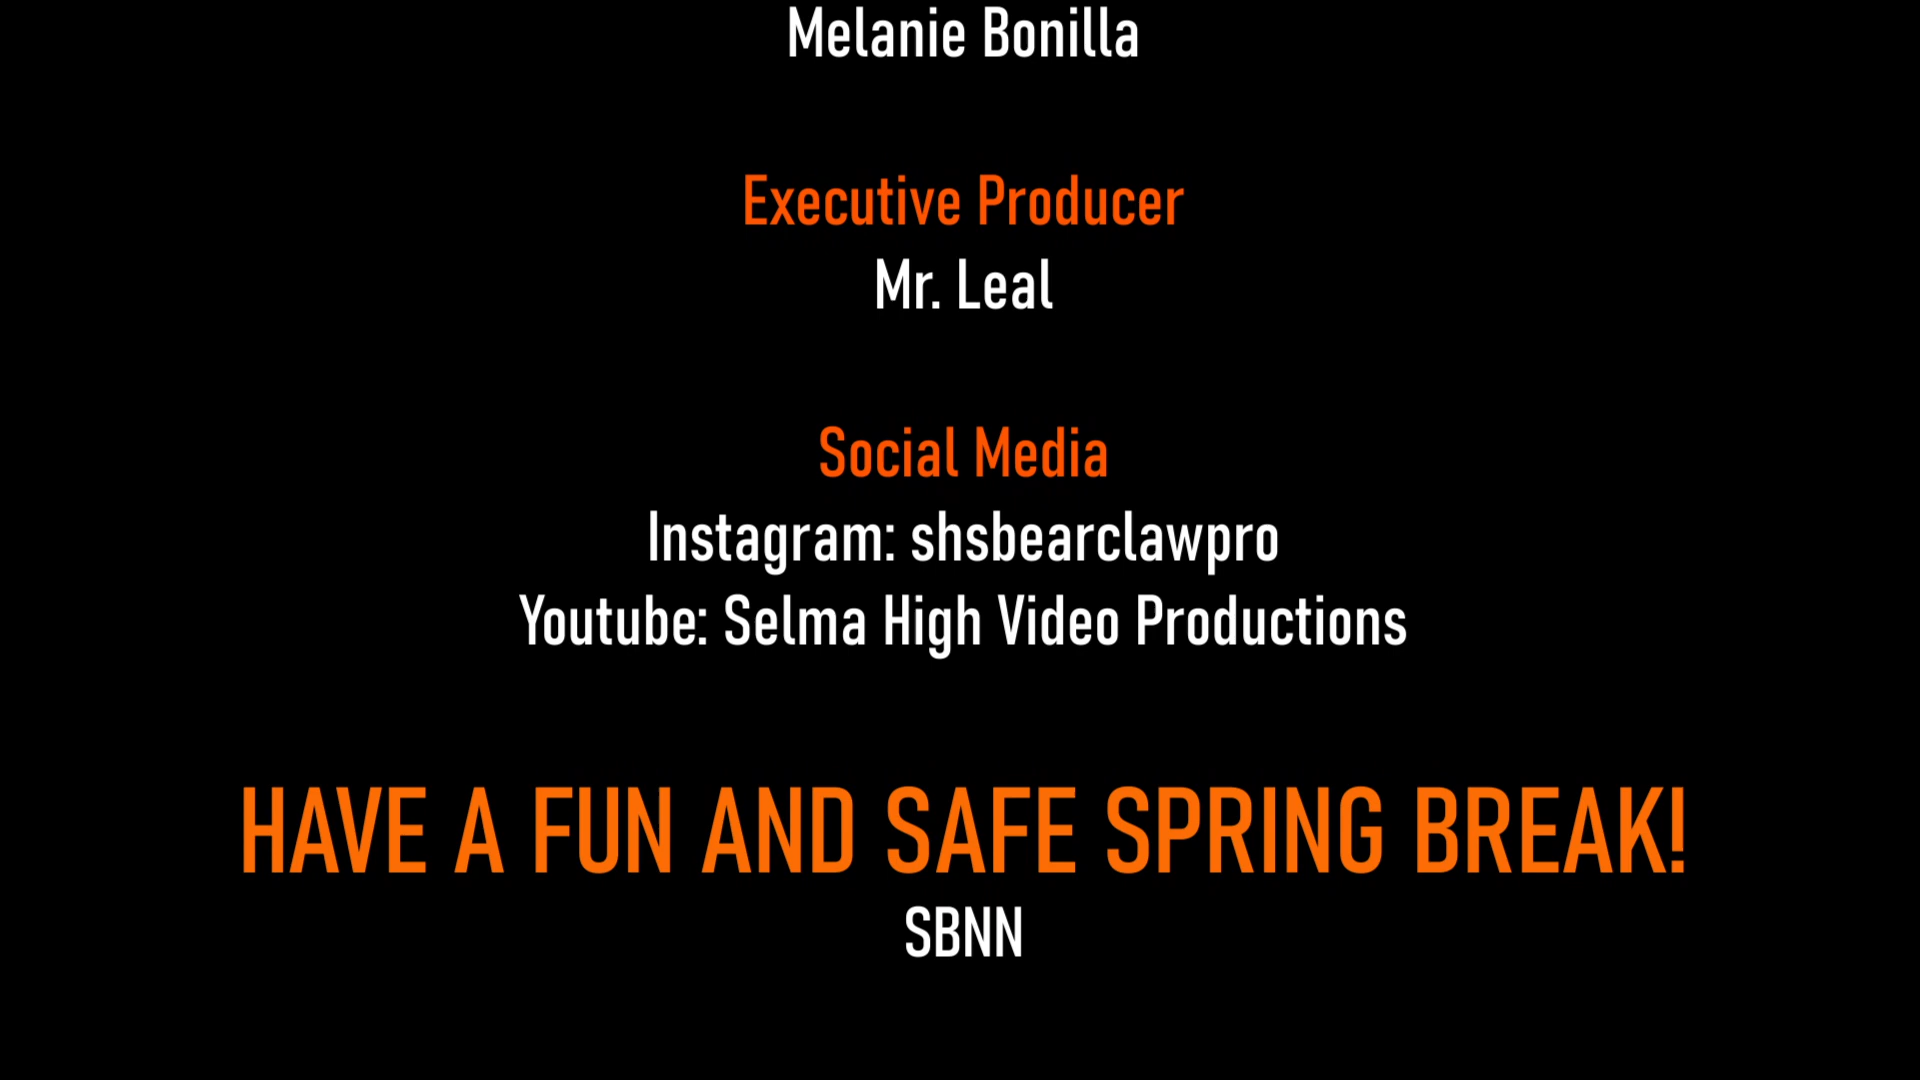 Melanie Bonilla
Executive Producer
Mr. Leal
Social Media
Instagram: shsbearclawpro
Youtube: Selma High Video Productions
HAVE A FUN AND SAFE SPRING BREAK!
SBNN